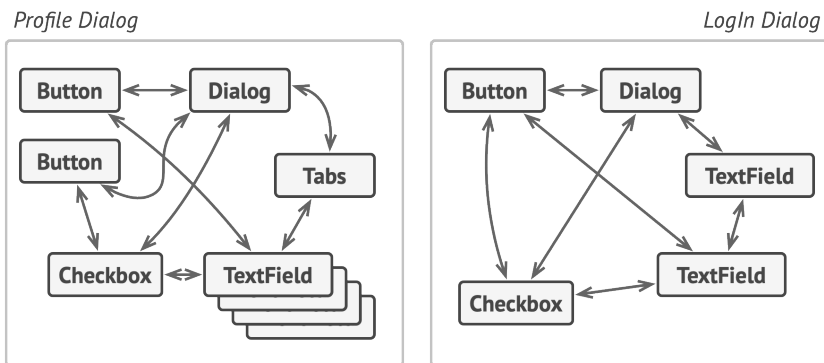 Profile Dialog
LogIn Dialog
Button
Dialog
Button
Tabs
Checkbox
TextField
Button
Dialog
TextField
TextField
Checkbox